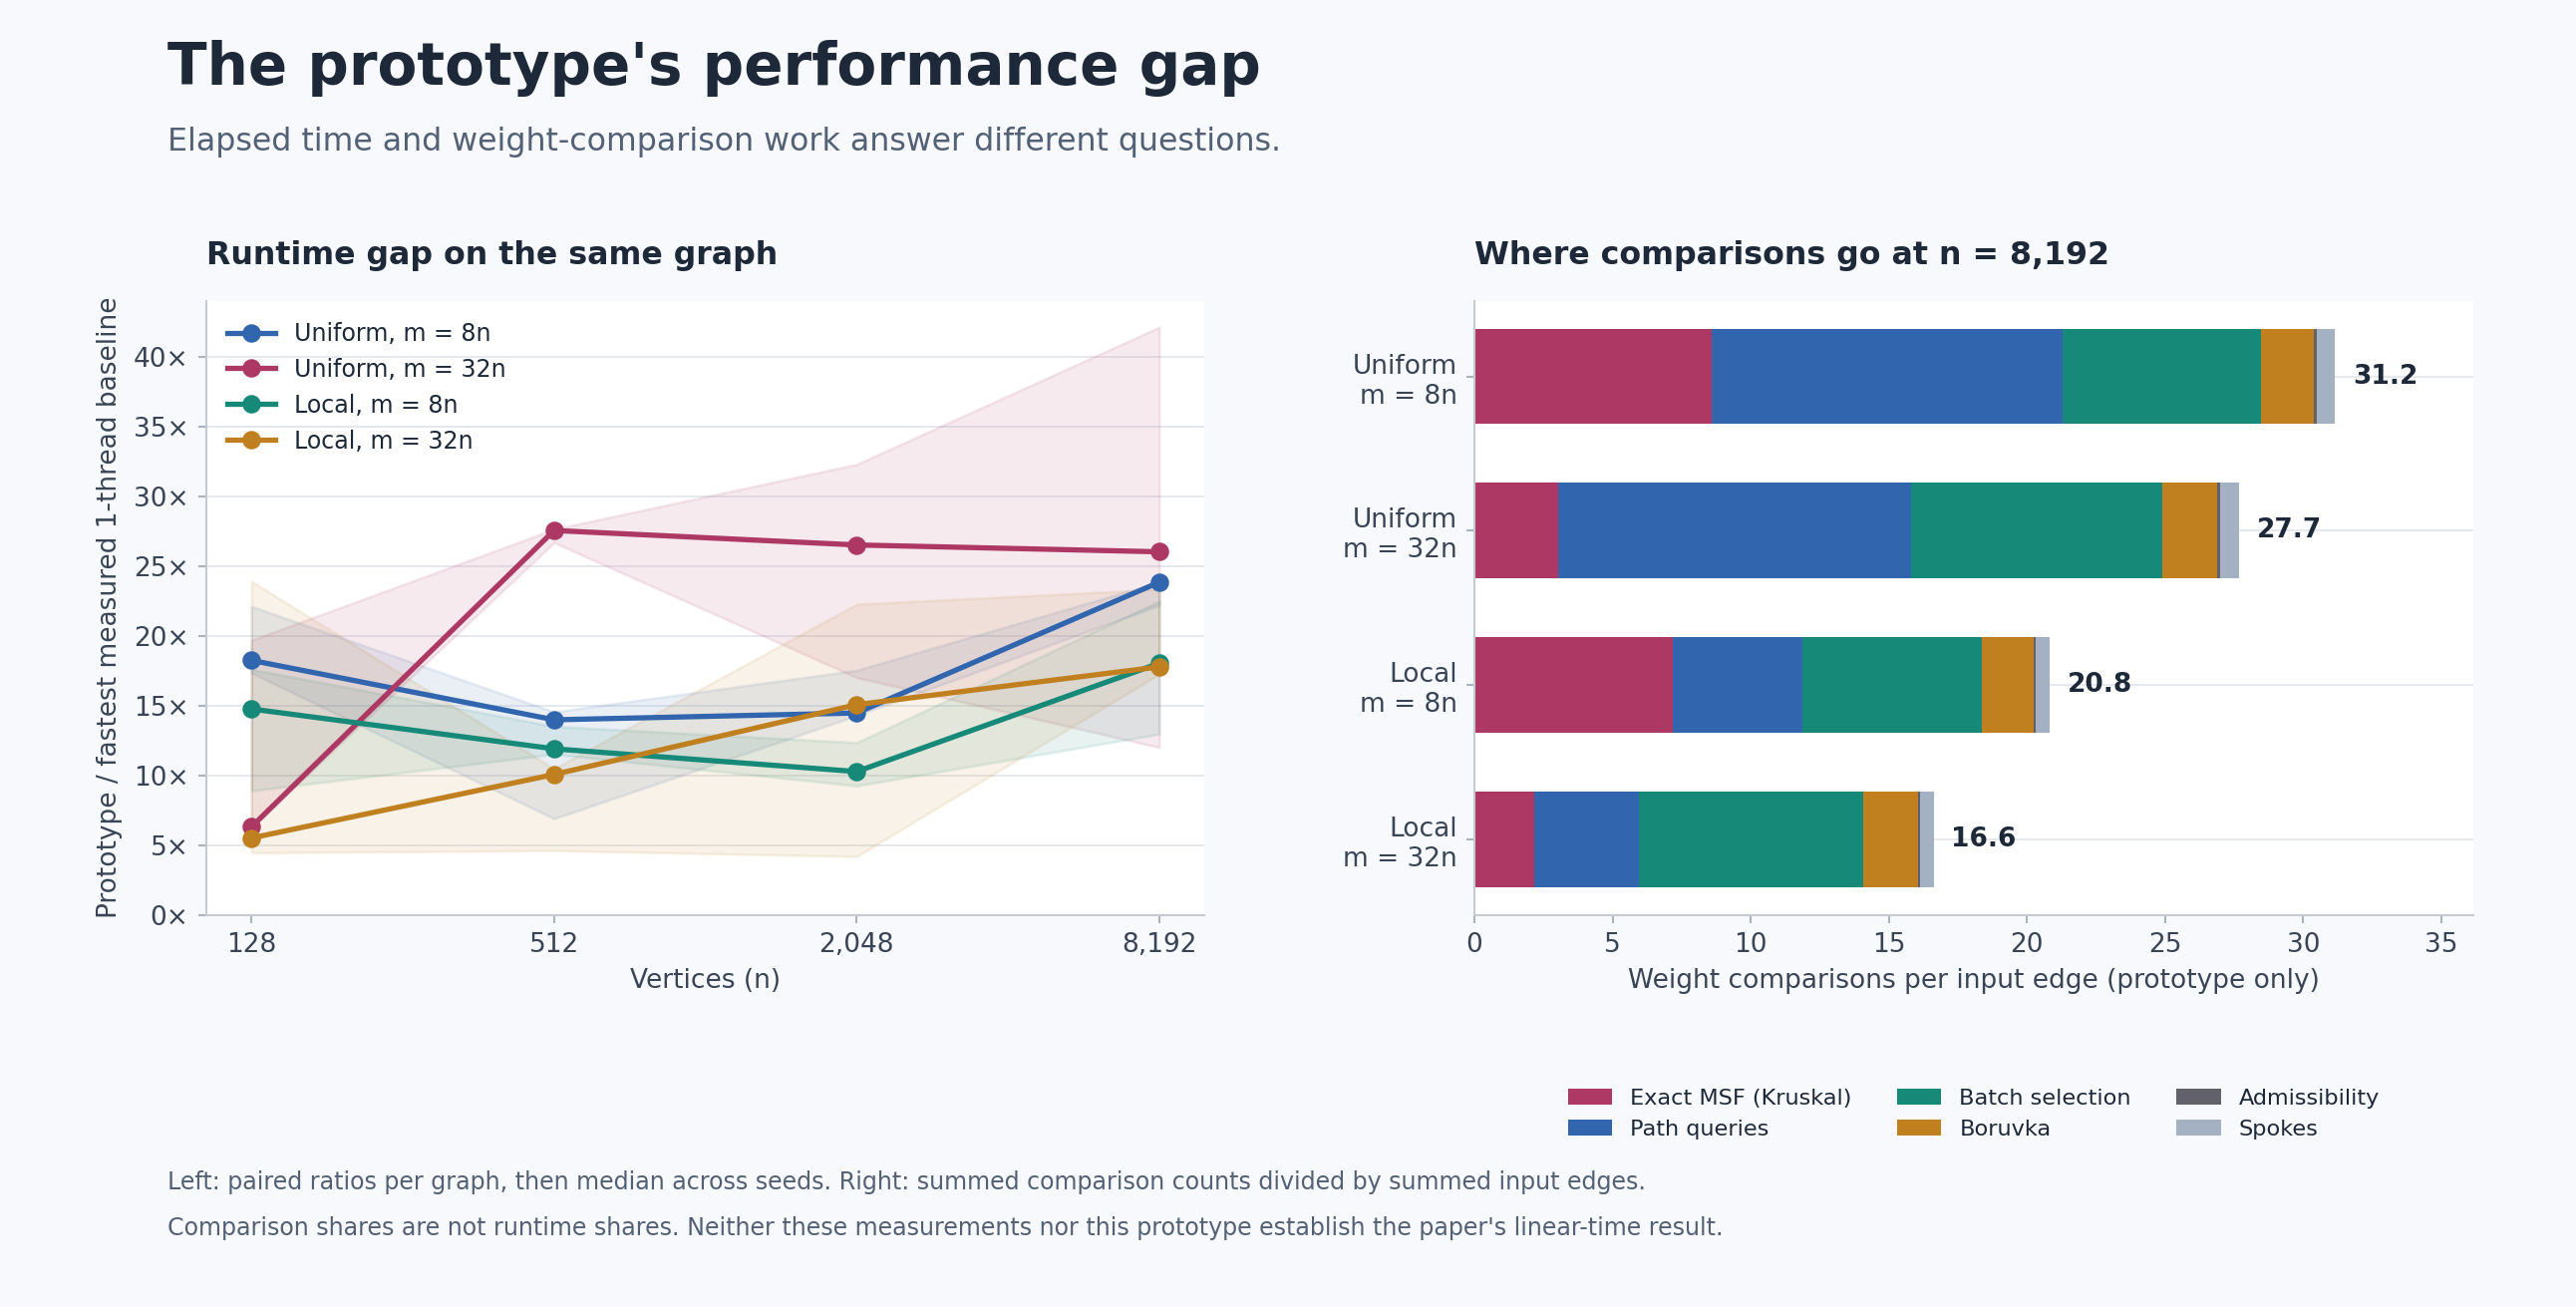 The prototype's performance gap
Elapsed time and weight-comparison work answer different questions.
Runtime gap on the same graph
Prototype / fastest measured 1-thread baseline
40×
35×
30×
25×
20×
15×
10×
5×
0×
Uniform, m = 8n
Uniform, m = 32n
Local, m = 8n
Local, m = 32n
128
512
2,048
8,192
Vertices (n)
Where comparisons go at n = 8,192
Uniform
m = 8n
31.2
Uniform
m = 32n
27.7
Local
m = 8n
20.8
Local
m = 32n
16.6
0
5
10
15
20
25
30
35
Weight comparisons per input edge (prototype only)
Exact MSF (Kruskal)
Path queries
Batch selection
Boruvka
Admissibility
Spokes
Left: paired ratios per graph, then median across seeds. Right: summed comparison counts divided by summed input edges.
Comparison shares are not runtime shares. Neither these measurements nor this prototype establish the paper's linear-time result.